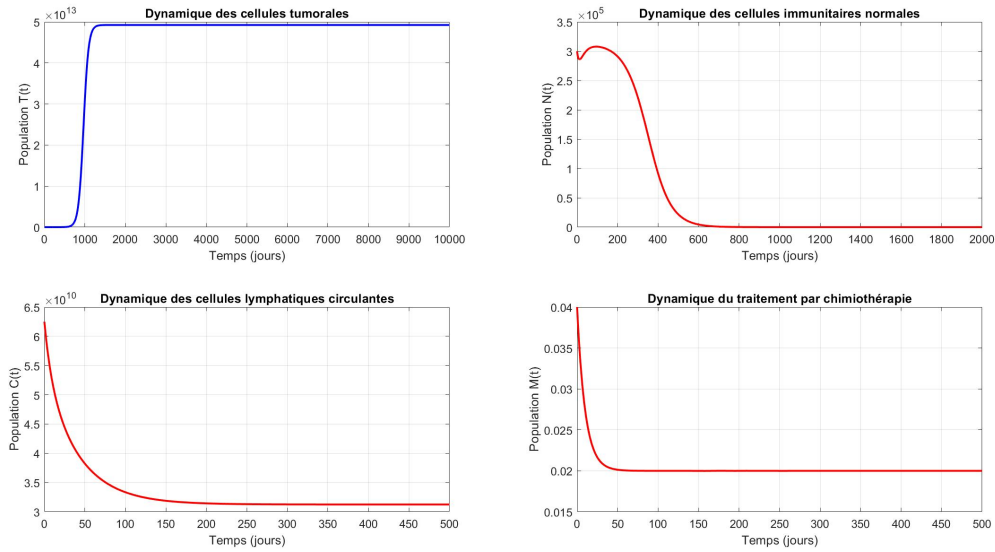 Dynamique des cellules tumorales
×10^13
5
4
3
2
1
0
Population T(t)
0 1000 2000 3000 4000 5000 6000 7000 8000 9000 10000
Temps (jours)
Dynamique des cellules immunitaires normales
×10^5
3.5
3
2.5
2
1.5
1
0.5
0
Population N(t)
0 200 400 600 800 1000 1200 1400 1600 1800 2000
Temps (jours)
Dynamique des cellules lymphatiques circulantes
×10^10
6.5
6
5.5
5
4.5
4
3.5
3
Population C(t)
0 50 100 150 200 250 300 350 400 450 500
Temps (jours)
Dynamique du traitement par chimiothérapie
0.04
0.035
0.03
0.025
0.02
0.015
Population M(t)
0 50 100 150 200 250 300 350 400 450 500
Temps (jours)